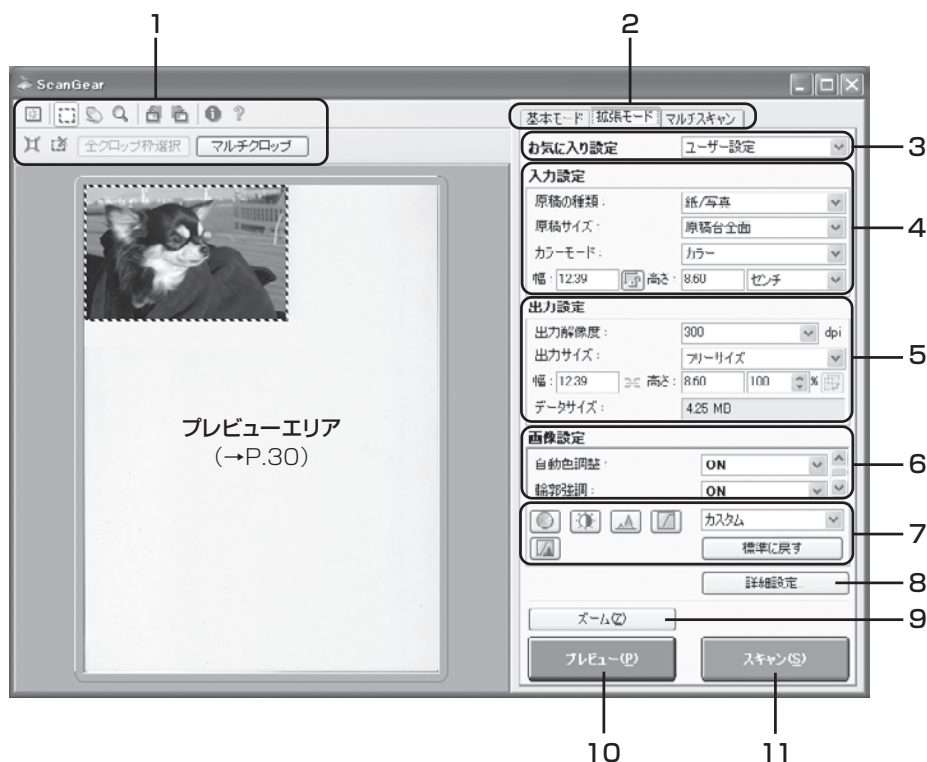 1
2
ScanGear
全クロップ枠選択 マルチクロップ
基本モード 拡張モード マルチスキャン
お気に入り設定 ユーザー設定
3
入力設定
原稿の種類: 紙/写真
原稿サイズ: 原稿台全面
4
カラーモード: カラー
幅: 12.39 高さ: 8.60 センチ
出力設定
出力解像度: 300 dpi
出力サイズ: フリーサイズ
5
幅: 12.39 高さ: 8.60 100 %
データサイズ: 4.25 MB
プレビューエリア
(→P.30)
画像設定
自動色調整: ON
6
輪郭強調: ON
カスタム
7
標準に戻す
詳細設定...
8
ズーム(Z)
9
プレビュー(P) スキャン(S)
10
11